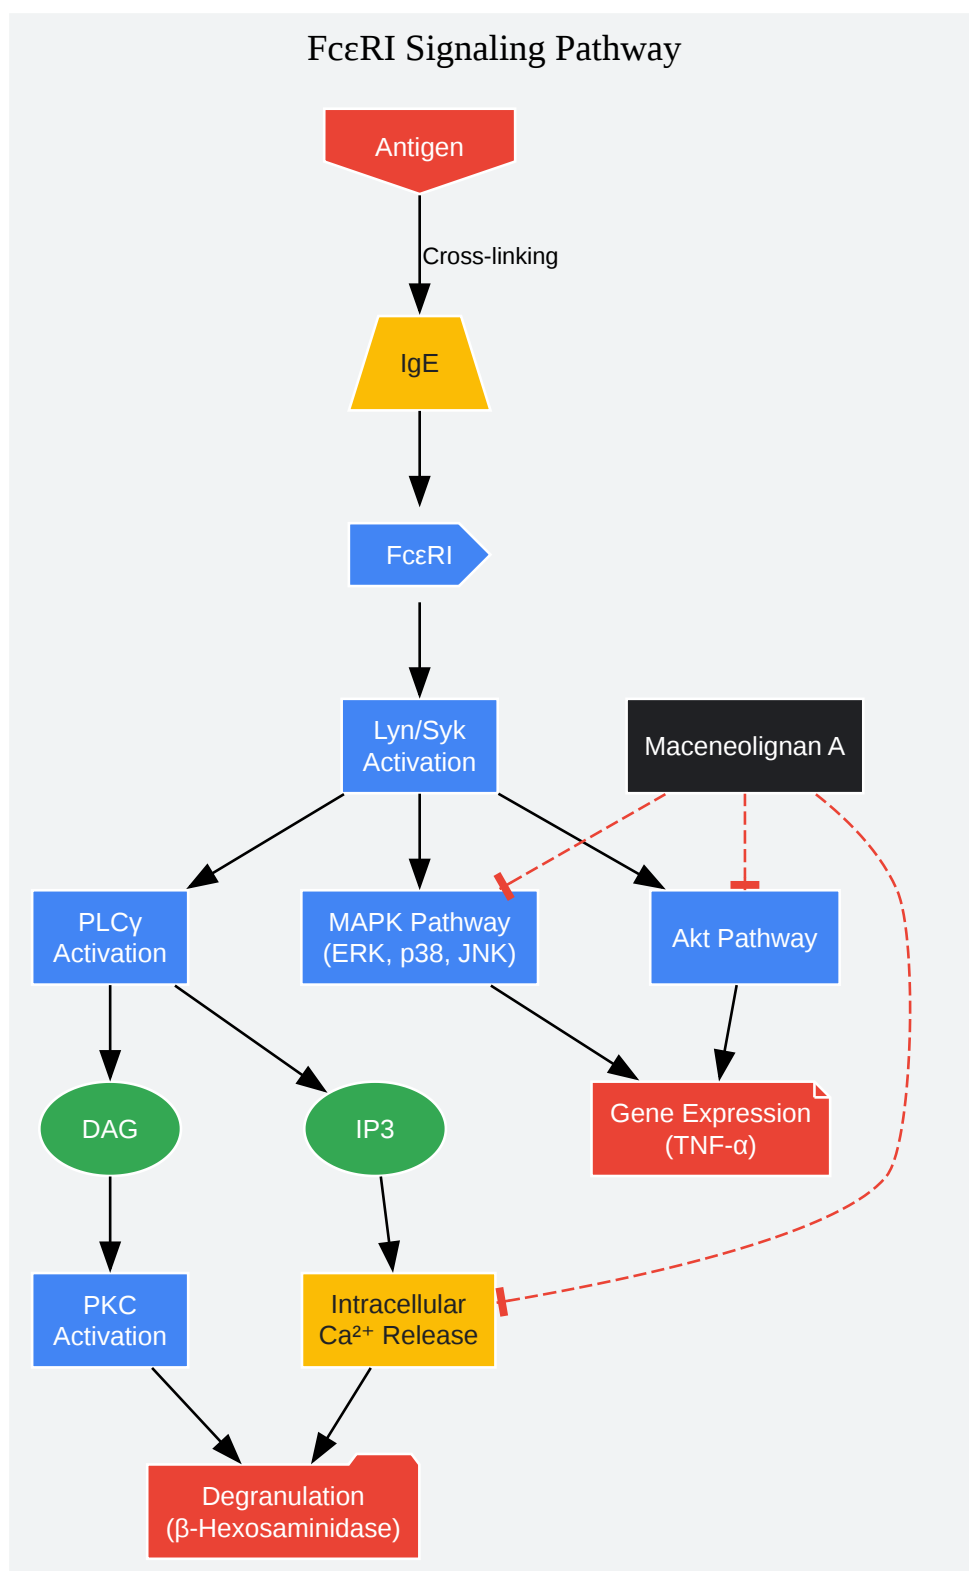 FcεRI Signaling Pathway
Antigen
Cross-linking
IgE
FcεRI
Lyn/Syk
Activation
Maceneolignan A
PLCγ
Activation
MAPK Pathway
(ERK, p38, JNK)
Akt Pathway
DAG
IP3
Gene Expression
(TNF-α)
PKC
Activation
Intracellular
Ca²⁺ Release
Degranulation
(β-Hexosaminidase)